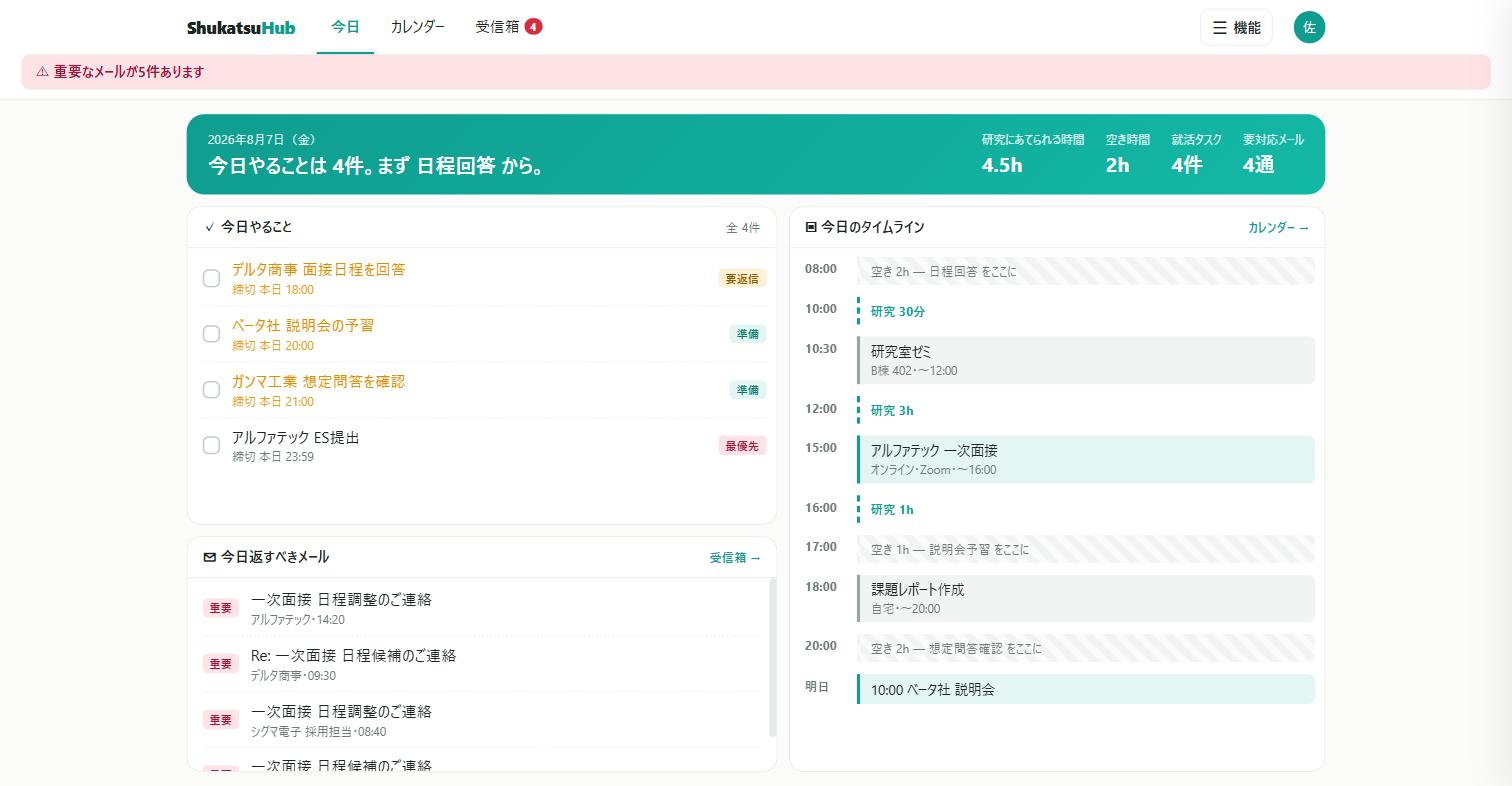 ShukatsuHub 今日 カレンダー 受信箱 4 ☰ 機能 佐
⚠ 重要なメールが5件あります
2026年8月7日（金）
今日やることは 4件。まず 日程回答 から。
研究にあてられる時間 空き時間 就活タスク 要対応メール
4.5h 2h 4件 4通
✓ 今日やること 全 4件
デルタ商事 面接日程を回答
締切 本日 18:00
要返信
ベータ社 説明会の予習
締切 本日 20:00
準備
ガンマ工業 想定問答を確認
締切 本日 21:00
準備
アルファテック ES提出
締切 本日 23:59
最優先
今日返すべきメール 受信箱 →
重要
一次面接 日程調整のご連絡
アルファテック・14:20
重要
Re: 一次面接 日程候補のご連絡
デルタ商事・09:30
重要
一次面接 日程調整のご連絡
シグマ電子 採用担当・08:40
一次面接 日程候補のご連絡
今日のタイムライン カレンダー →
08:00 空き 2h — 日程回答 をここに
10:00 研究 30分
10:30 研究室ゼミ
B棟 402・〜12:00
12:00 研究 3h
15:00 アルファテック 一次面接
オンライン・Zoom・〜16:00
16:00 研究 1h
17:00 空き 1h — 説明会予習 をここに
18:00 課題レポート作成
自宅・〜20:00
20:00 空き 2h — 想定問答確認 をここに
明日 10:00 ベータ社 説明会